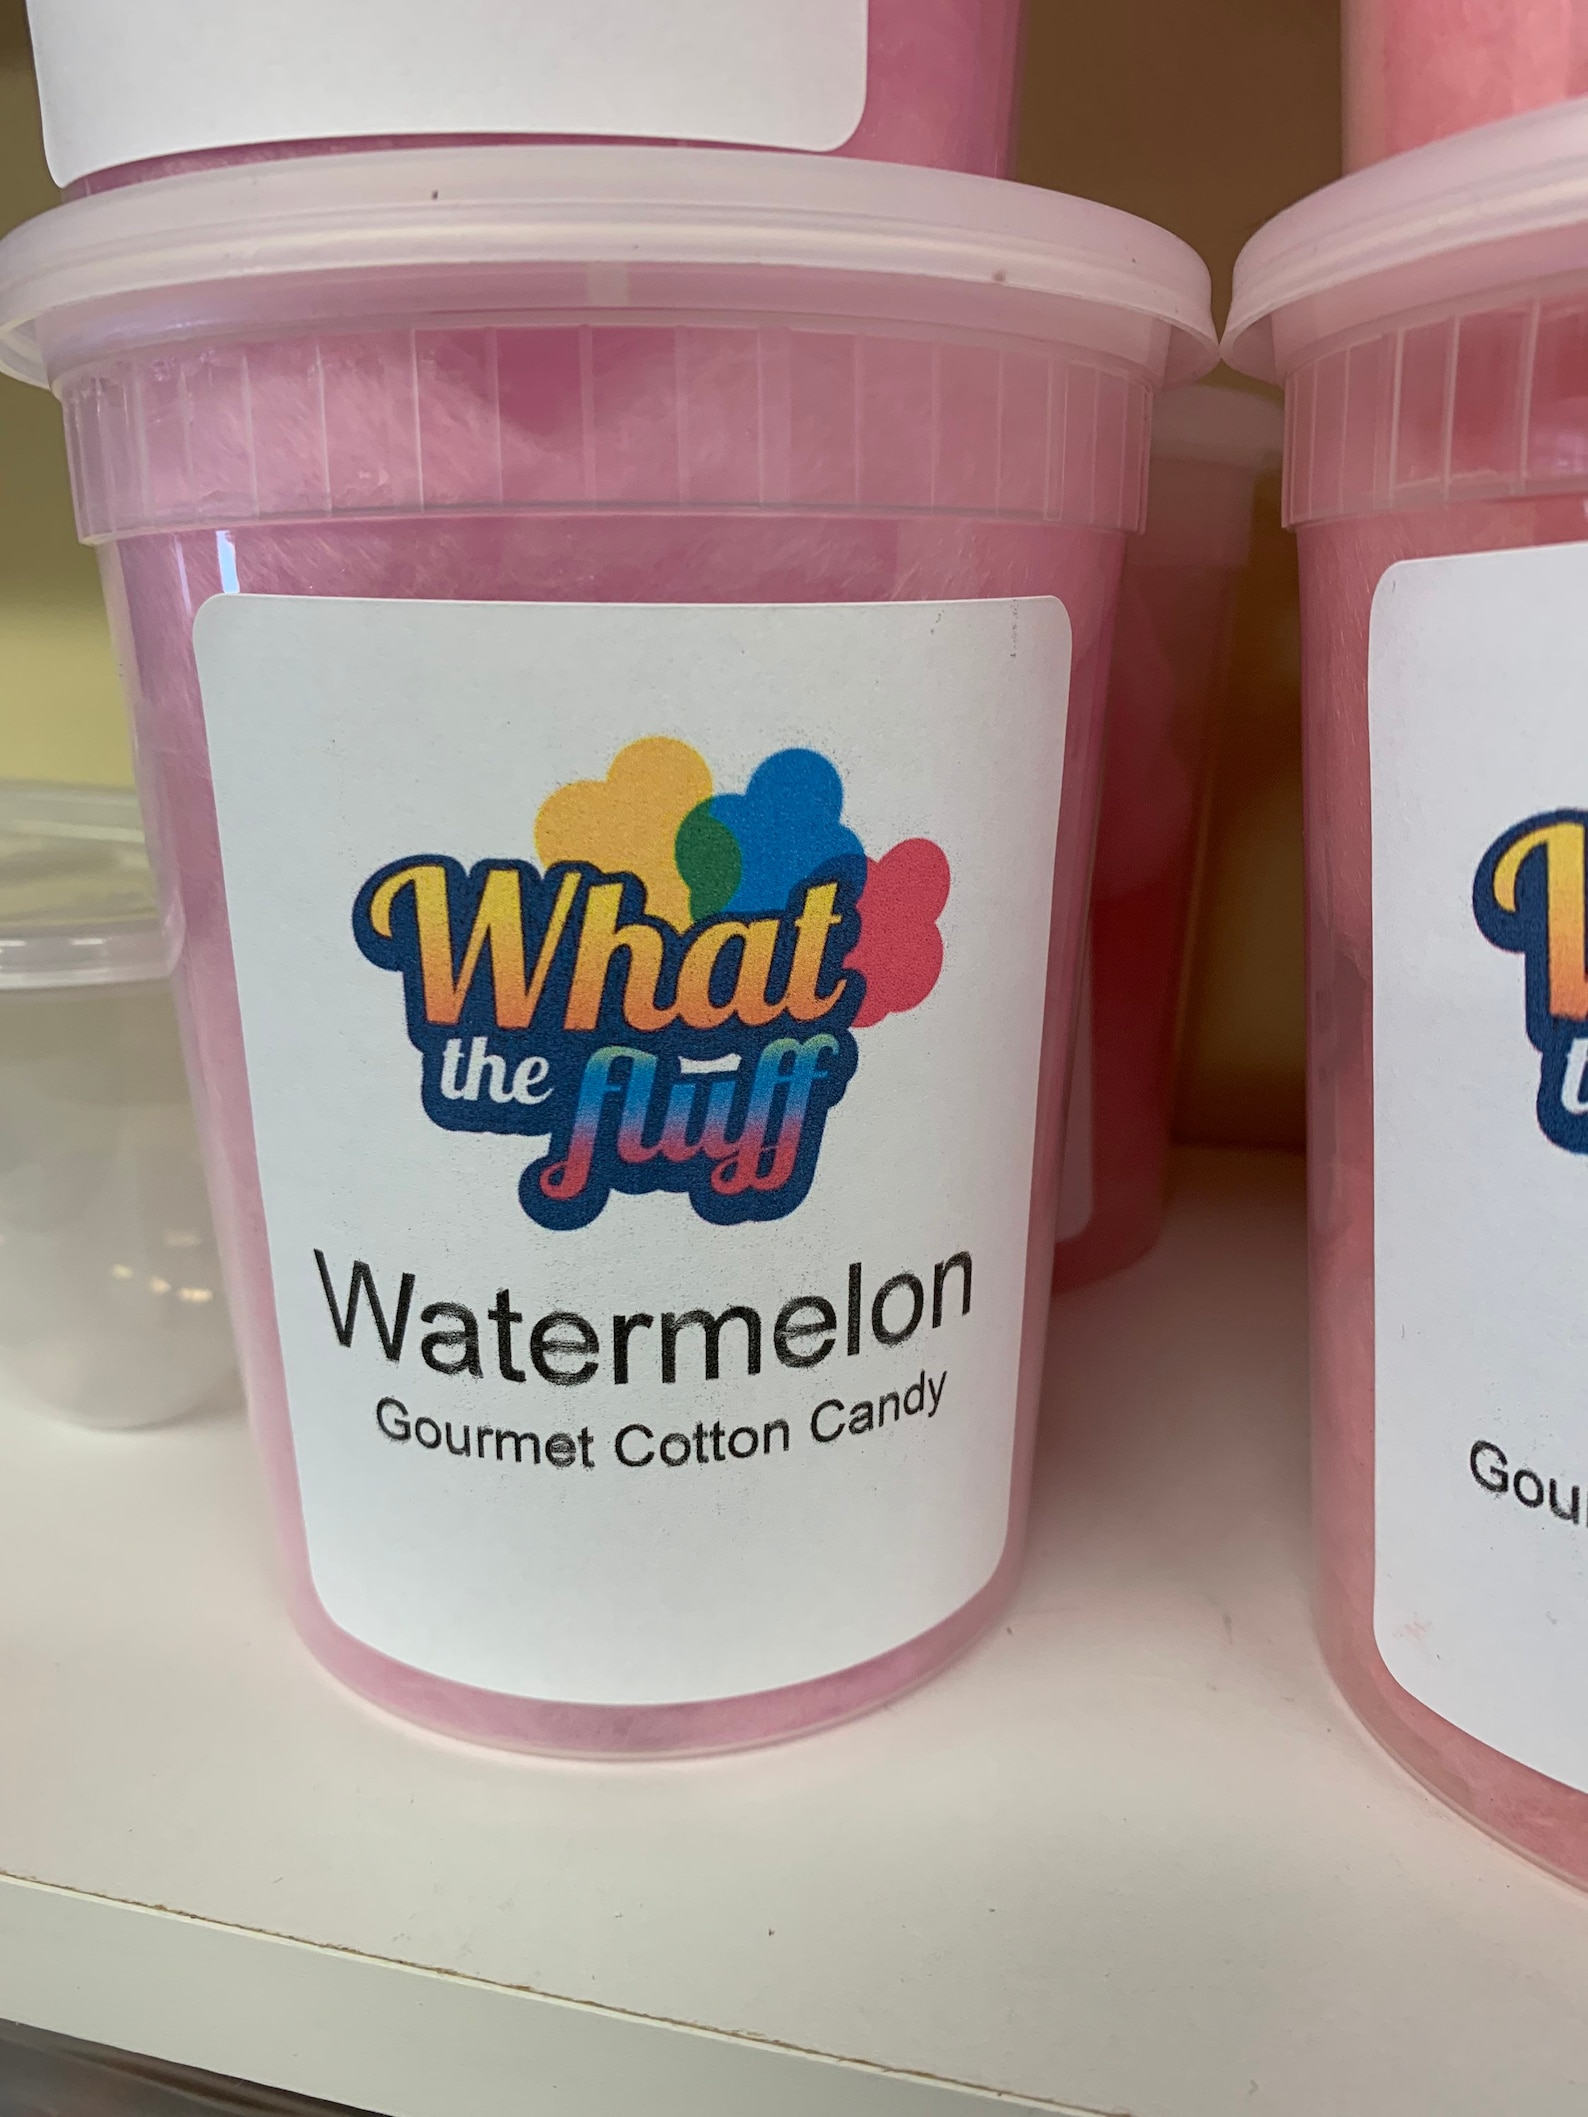 What
the fluff
Watermelon
Gourmet Cotton Candy